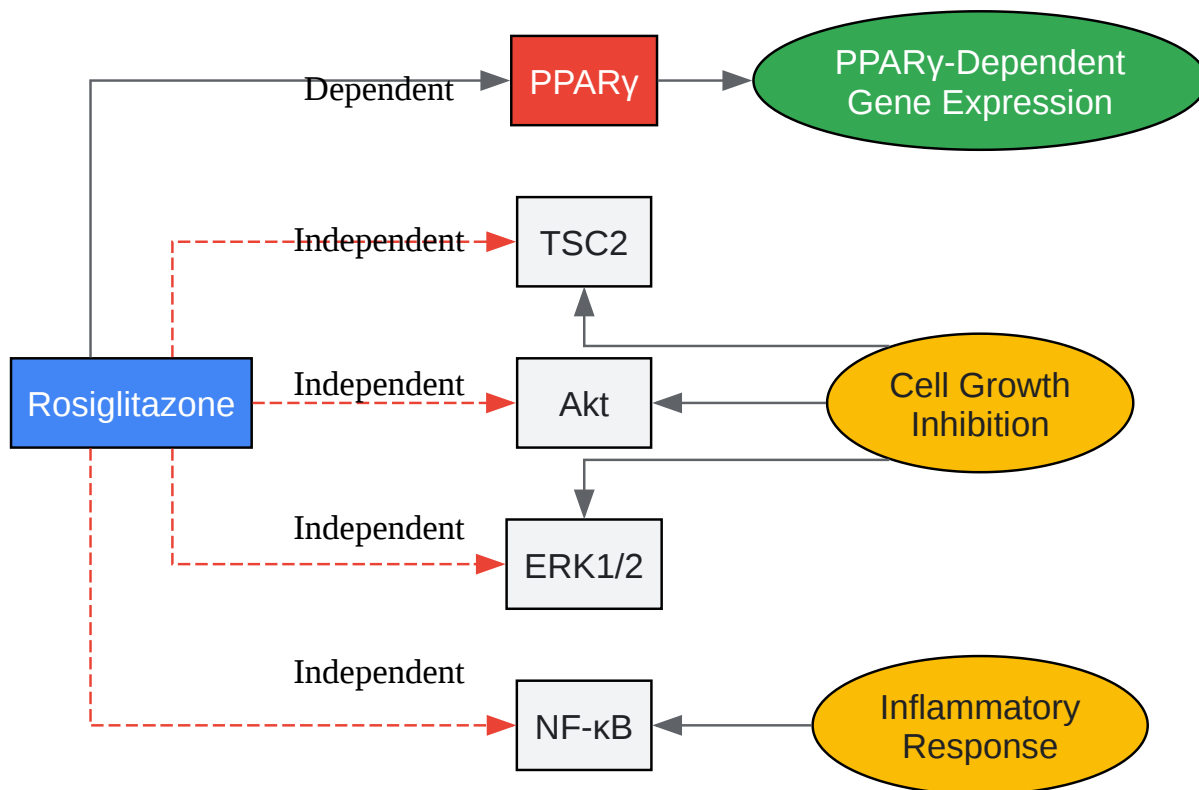 Dependent
PPARγ
PPARγ-Dependent
Gene Expression
Independent
TSC2
Rosiglitazone
Independent
Akt
Cell Growth
Inhibition
Independent
ERK1/2
Independent
NF-κB
Inflammatory
Response